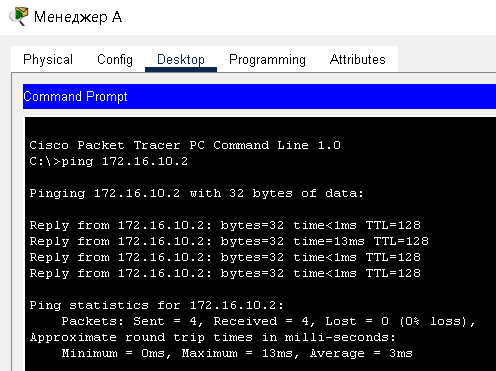 Менеджер А
Physical Config Desktop Programming Attributes
Command Prompt
Cisco Packet Tracer PC Command Line 1.0
C:\>ping 172.16.10.2
Pinging 172.16.10.2 with 32 bytes of data:
Reply from 172.16.10.2: bytes=32 time<1ms TTL=128
Reply from 172.16.10.2: bytes=32 time=13ms TTL=128
Reply from 172.16.10.2: bytes=32 time<1ms TTL=128
Reply from 172.16.10.2: bytes=32 time<1ms TTL=128
Ping statistics for 172.16.10.2:
    Packets: Sent = 4, Received = 4, Lost = 0 (0% loss),
Approximate round trip times in milli-seconds:
    Minimum = 0ms, Maximum = 13ms, Average = 3ms